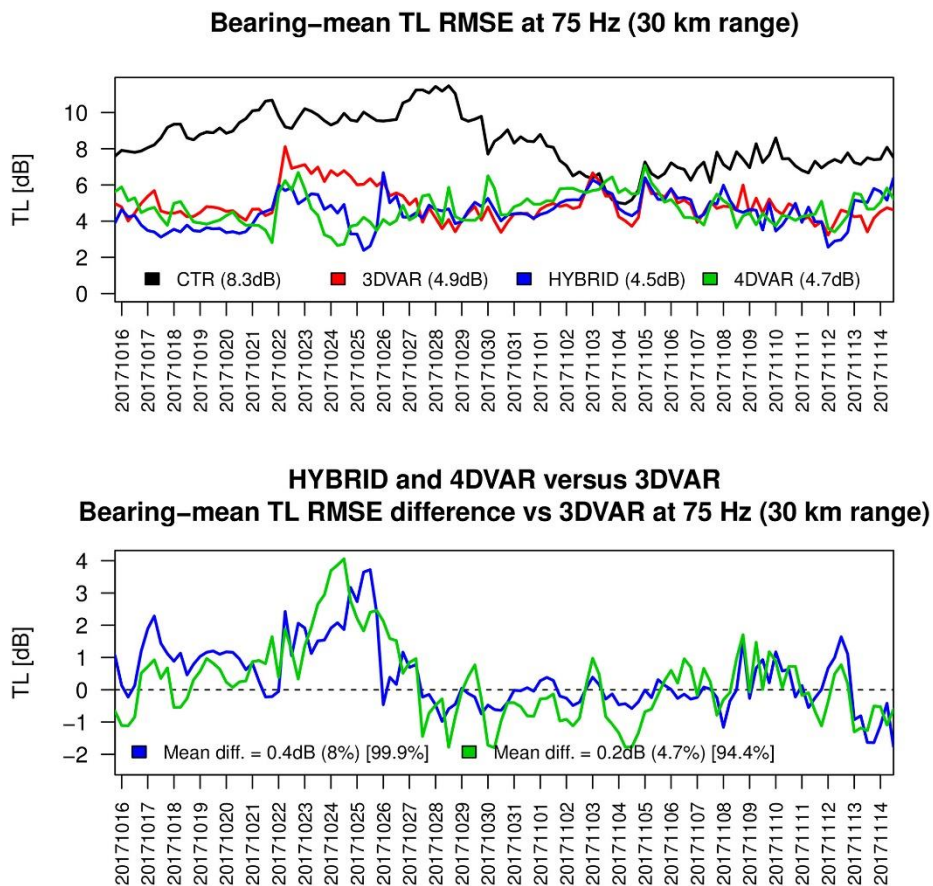 Bearing−mean TL RMSE at 75 Hz (30 km range)
TL [dB]
10
8
6
4
2
0
CTR (8.3dB) 3DVAR (4.9dB) HYBRID (4.5dB) 4DVAR (4.7dB)
20171016 20171017 20171018 20171019 20171020 20171021 20171022 20171023 20171024 20171025 20171026 20171027 20171028 20171029 20171030 20171031 20171101 20171102 20171103 20171104 20171105 20171106 20171107 20171108 20171109 20171110 20171111 20171112 20171113 20171114
HYBRID and 4DVAR versus 3DVAR
Bearing−mean TL RMSE difference vs 3DVAR at 75 Hz (30 km range)
TL [dB]
4
3
2
1
0
−1
−2
Mean diff. = 0.4dB (8%) [99.9%] Mean diff. = 0.2dB (4.7%) [94.4%]
20171016 20171017 20171018 20171019 20171020 20171021 20171022 20171023 20171024 20171025 20171026 20171027 20171028 20171029 20171030 20171031 20171101 20171102 20171103 20171104 20171105 20171106 20171107 20171108 20171109 20171110 20171111 20171112 20171113 20171114